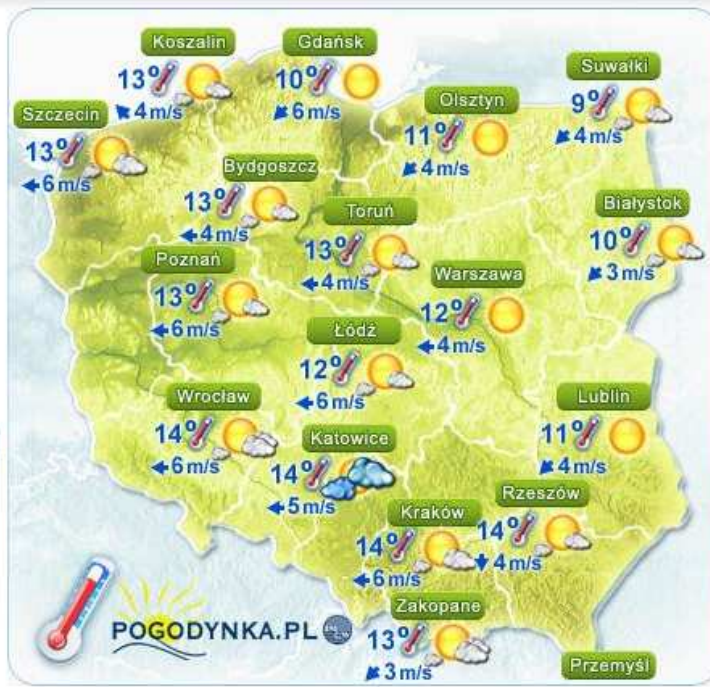 Koszalin
13°
4 m/s
Gdańsk
10°
6 m/s
Suwałki
9°
4 m/s
Olsztyn
11°
4 m/s
Szczecin
13°
6 m/s
Bydgoszcz
13°
4 m/s
Toruń
13°
4 m/s
Białystok
10°
3 m/s
Poznań
13°
6 m/s
Warszawa
12°
4 m/s
Łódź
12°
6 m/s
Wrocław
14°
6 m/s
Katowice
14°
5 m/s
Lublin
11°
4 m/s
Kraków
14°
6 m/s
Rzeszów
14°
4 m/s
Zakopane
13°
3 m/s
Przemyśl
POGODYNKA.PL